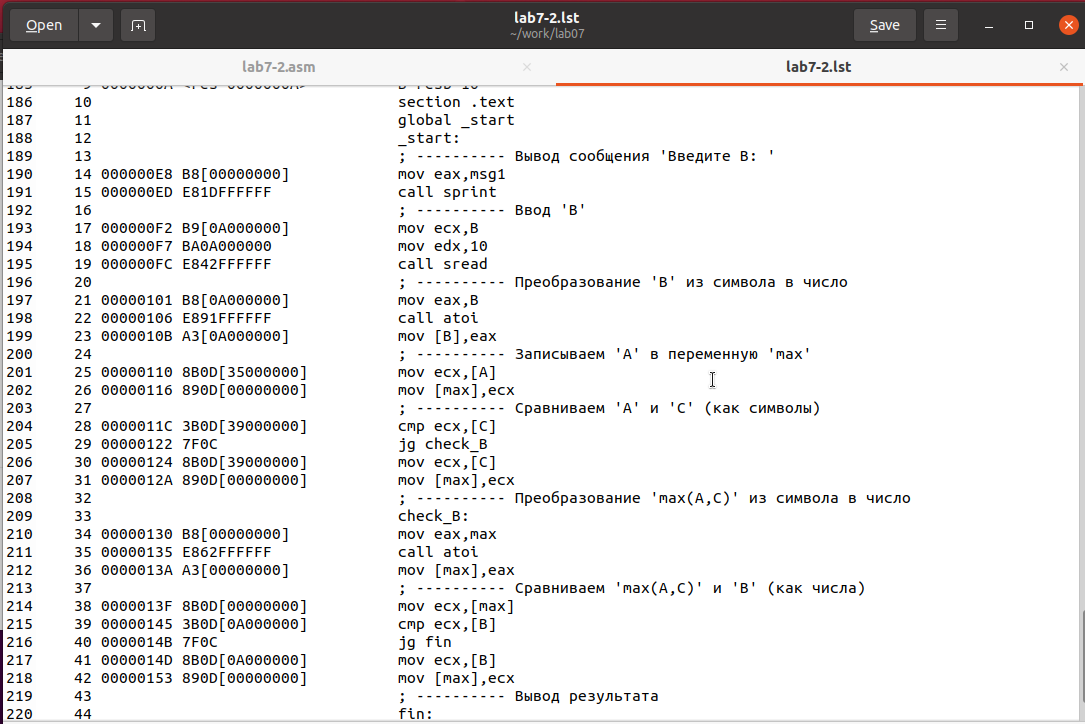 Open
lab7-2.lst
~/work/lab07
Save
lab7-2.asm
lab7-2.lst
186 10 section .text
187 11 global _start
188 12 _start:
189 13 ; ---------- Вывод сообщения 'Введите B: '
190 14 000000E8 B8[00000000] mov eax,msg1
191 15 000000ED E81DFFFFFF call sprint
192 16 ; ---------- Ввод 'B'
193 17 000000F2 B9[0A000000] mov ecx,B
194 18 000000F7 BA0A000000 mov edx,10
195 19 000000FC E842FFFFFF call sread
196 20 ; ---------- Преобразование 'B' из символа в число
197 21 00000101 B8[0A000000] mov eax,B
198 22 00000106 E891FFFFFF call atoi
199 23 0000010B A3[0A000000] mov [B],eax
200 24 ; ---------- Записываем 'A' в переменную 'max'
201 25 00000110 8B0D[35000000] mov ecx,[A]
202 26 00000116 890D[00000000] mov [max],ecx
203 27 ; ---------- Сравниваем 'A' и 'С' (как символы)
204 28 0000011C 3B0D[39000000] cmp ecx,[C]
205 29 00000122 7F0C jg check_B
206 30 00000124 8B0D[39000000] mov ecx,[C]
207 31 0000012A 890D[00000000] mov [max],ecx
208 32 ; ---------- Преобразование 'max(A,C)' из символа в число
209 33 check_B:
210 34 00000130 B8[00000000] mov eax,max
211 35 00000135 E862FFFFFF call atoi
212 36 0000013A A3[00000000] mov [max],eax
213 37 ; ---------- Сравниваем 'max(A,C)' и 'B' (как числа)
214 38 0000013F 8B0D[00000000] mov ecx,[max]
215 39 00000145 3B0D[0A000000] cmp ecx,[B]
216 40 0000014B 7F0C jg fin
217 41 0000014D 8B0D[0A000000] mov ecx,[B]
218 42 00000153 890D[00000000] mov [max],ecx
219 43 ; ---------- Вывод результата
220 44 fin: